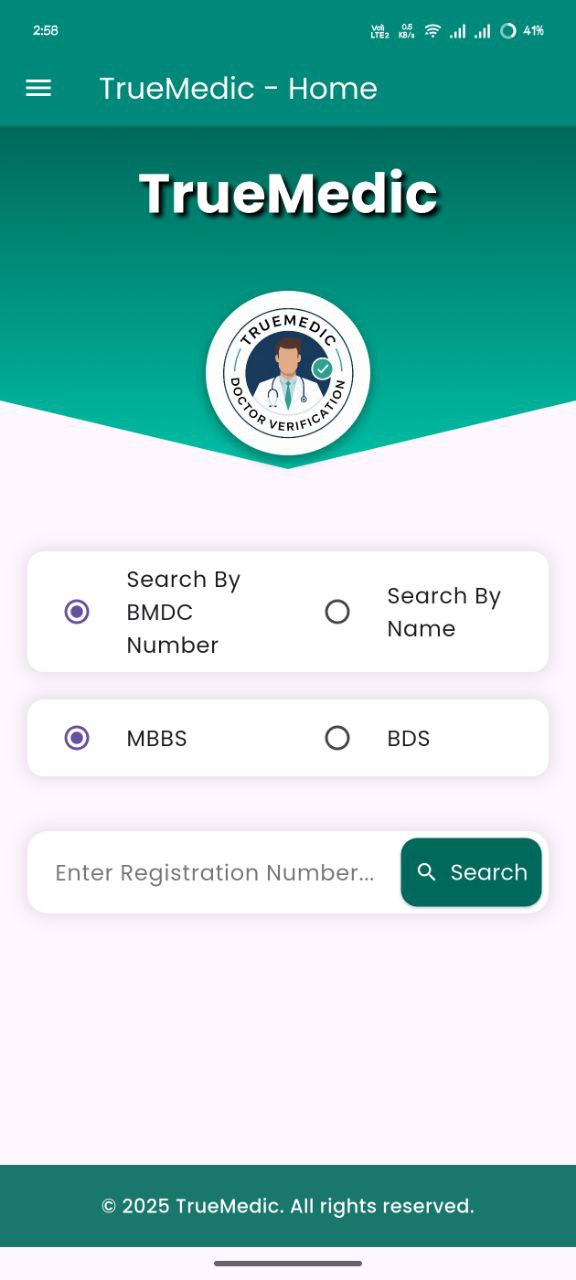 2:58
Vo))
LTE2
0.5
KB/s
41%
TrueMedic - Home
TrueMedic
TRUEMEDIC
DOCTOR VERIFICATION
Search By
BMDC
Number
Search By
Name
MBBS
BDS
Enter Registration Number...
Search
© 2025 TrueMedic. All rights reserved.